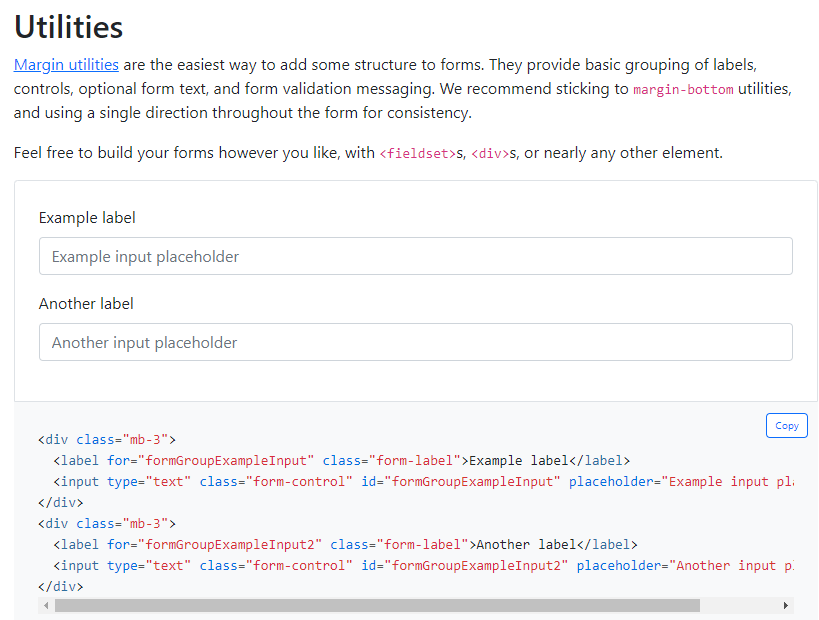 Utilities
Margin utilities are the easiest way to add some structure to forms. They provide basic grouping of labels,
controls, optional form text, and form validation messaging. We recommend sticking to margin-bottom utilities,
and using a single direction throughout the form for consistency.
Feel free to build your forms however you like, with <fieldset>s, <div>s, or nearly any other element.
Example label
Example input placeholder
Another label
Another input placeholder
Copy
<div class="mb-3">
  <label for="formGroupExampleInput" class="form-label">Example label</label>
  <input type="text" class="form-control" id="formGroupExampleInput" placeholder="Example input pla
</div>
<div class="mb-3">
  <label for="formGroupExampleInput2" class="form-label">Another label</label>
  <input type="text" class="form-control" id="formGroupExampleInput2" placeholder="Another input p
</div>